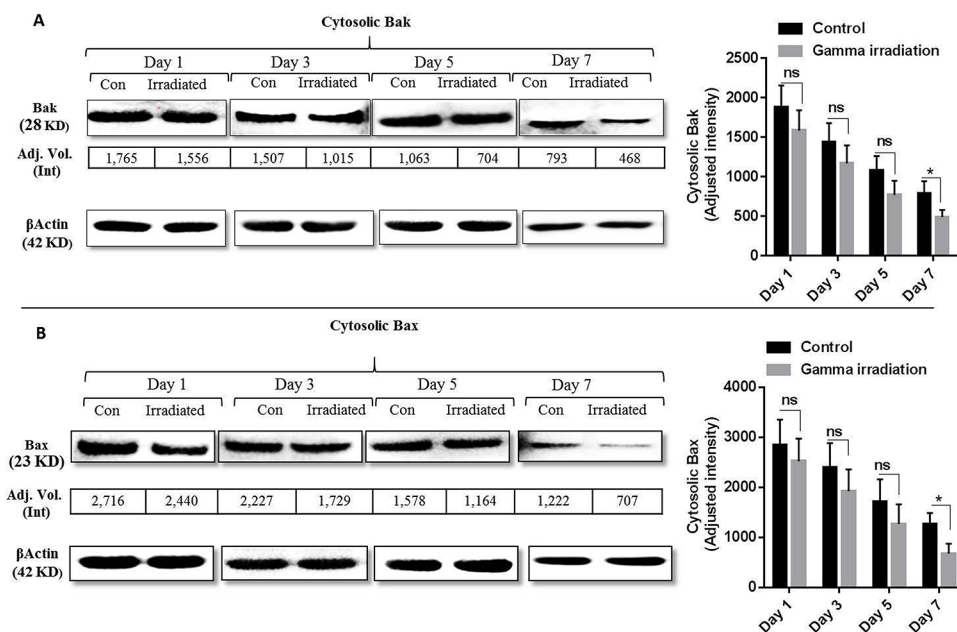 A
Cytosolic Bak
Day 1 Day 3 Day 5 Day 7
Con Irradiated Con Irradiated Con Irradiated Con Irradiated
Bak
(28 KD)
Adj. Vol.
(Int)
1,765 1,556 1,507 1,015 1,063 704 793 468
βActin
(42 KD)
Control
Gamma irradiation
Cytosolic Bak
(Adjusted intensity)
2500
2000
1500
1000
500
0
ns ns ns *
Day 1 Day 3 Day 5 Day 7
B
Cytosolic Bax
Day 1 Day 3 Day 5 Day 7
Con Irradiated Con Irradiated Con Irradiated Con Irradiated
Bax
(23 KD)
Adj. Vol.
(Int)
2,716 2,440 2,227 1,729 1,578 1,164 1,222 707
βActin
(42 KD)
Control
Gamma irradiation
Cytosolic Bax
(Adjusted intensity)
4000
3000
2000
1000
0
ns ns ns *
Day 1 Day 3 Day 5 Day 7